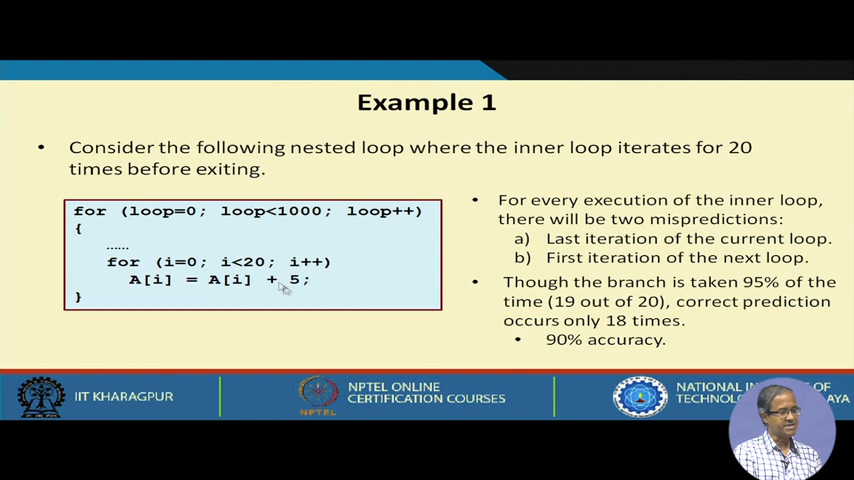 Example 1
• Consider the following nested loop where the inner loop iterates for 20
times before exiting.
for (loop=0; loop<1000; loop++)
{
……
for (i=0; i<20; i++)
A[i] = A[i] + 5;
}
• For every execution of the inner loop,
there will be two mispredictions:
a) Last iteration of the current loop.
b) First iteration of the next loop.
• Though the branch is taken 95% of the
time (19 out of 20), correct prediction
occurs only 18 times.
• 90% accuracy.
IIT KHARAGPUR
NPTEL
NPTEL ONLINE
CERTIFICATION COURSES
NATIONAL OF
TECHNOLOG